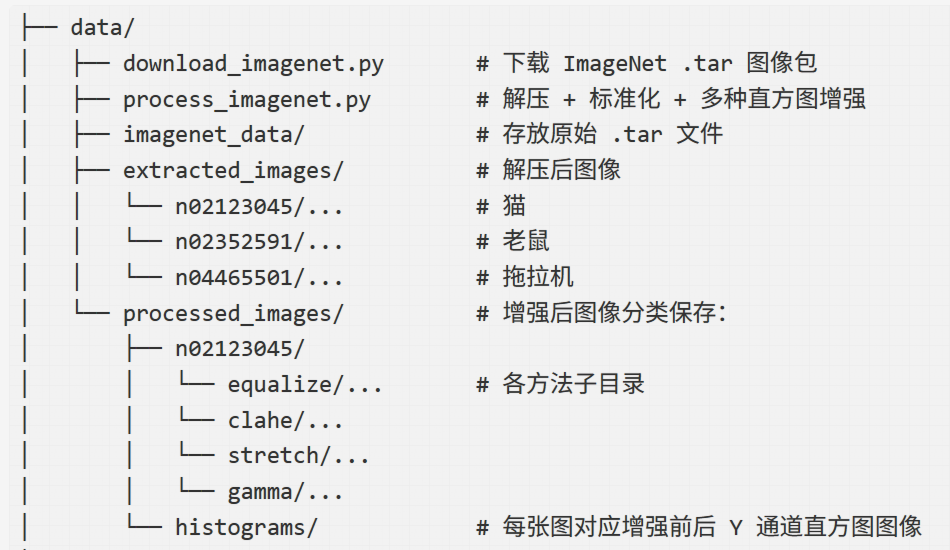 ├── data/
│   ├── download_imagenet.py       # 下载 ImageNet .tar 图像包
│   ├── process_imagenet.py        # 解压 + 标准化 + 多种直方图增强
│   ├── imagenet_data/             # 存放原始 .tar 文件
│   ├── extracted_images/          # 解压后图像
│   │   └── n02123045/...          # 猫
│   │   └── n02352591/...          # 老鼠
│   │   └── n04465501/...          # 拖拉机
│   └── processed_images/          # 增强后图像分类保存:
│       ├── n02123045/
│       │   └── equalize/...       # 各方法子目录
│       │   └── clahe/...
│       │   └── stretch/...
│       │   └── gamma/...
│       └── histograms/            # 每张图对应增强前后 Y 通道直方图图像